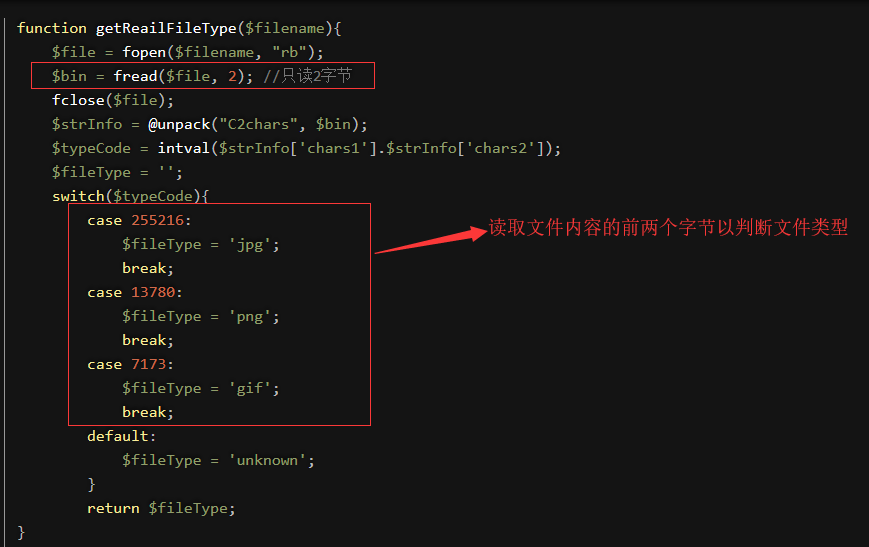 function getReailFileType($filename){
    $file = fopen($filename, "rb");
    $bin = fread($file, 2); //只读2字节
    fclose($file);
    $strInfo = @unpack("C2chars", $bin);
    $typeCode = intval($strInfo['chars1'].$strInfo['chars2']);
    $fileType = '';
    switch($typeCode){
        case 255216:
            $fileType = 'jpg';
            break;
        case 13780:
            $fileType = 'png';
            break;
        case 7173:
            $fileType = 'gif';
            break;
        default:
            $fileType = 'unknown';
        }
        return $fileType;
}
读取文件内容的前两个字节以判断文件类型